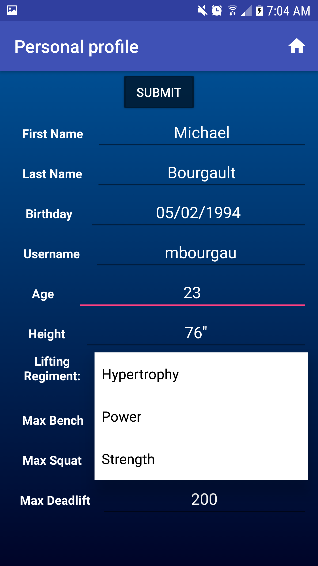 7:04 AM
Personal profile
SUBMIT
First Name Michael
Last Name Bourgault
Birthday 05/02/1994
Username mbourgau
Age 23
Height 76"
Lifting
Regiment:
Hypertrophy
Max Bench Power
Max Squat Strength
Max Deadlift 200